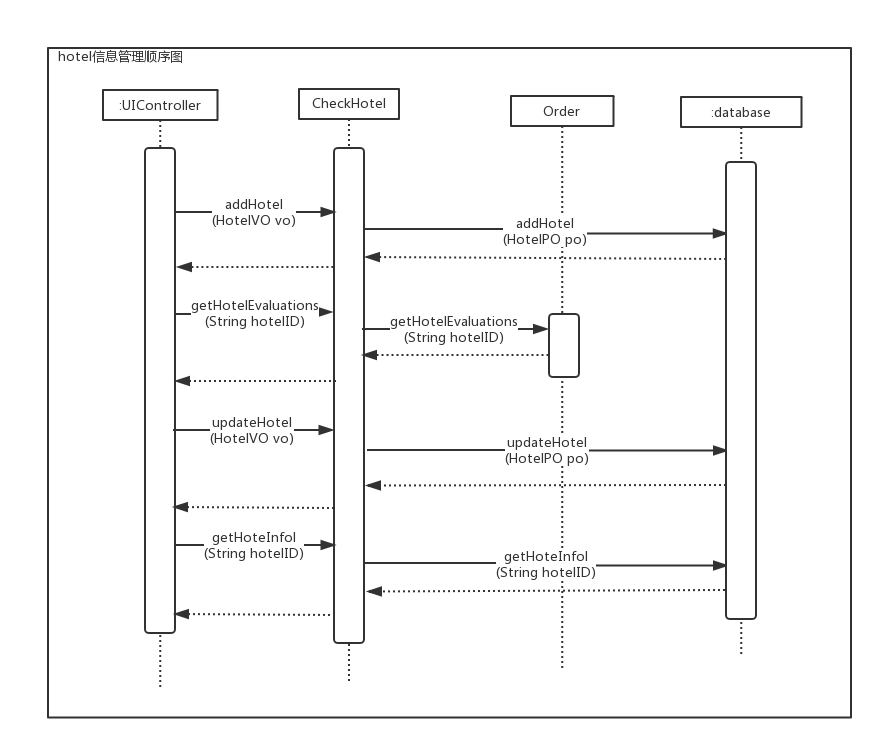 hotel信息管理顺序图
:UIController
CheckHotel
Order
:database
addHotel
(HotelVO vo)
addHotel
(HotelPO po)
getHotelEvaluations
(String hotelID)
getHotelEvaluations
(String hotelID)
updateHotel
(HotelVO vo)
updateHotel
(HotelPO po)
getHoteInfol
(String hotelID)
getHoteInfol
(String hotelID)